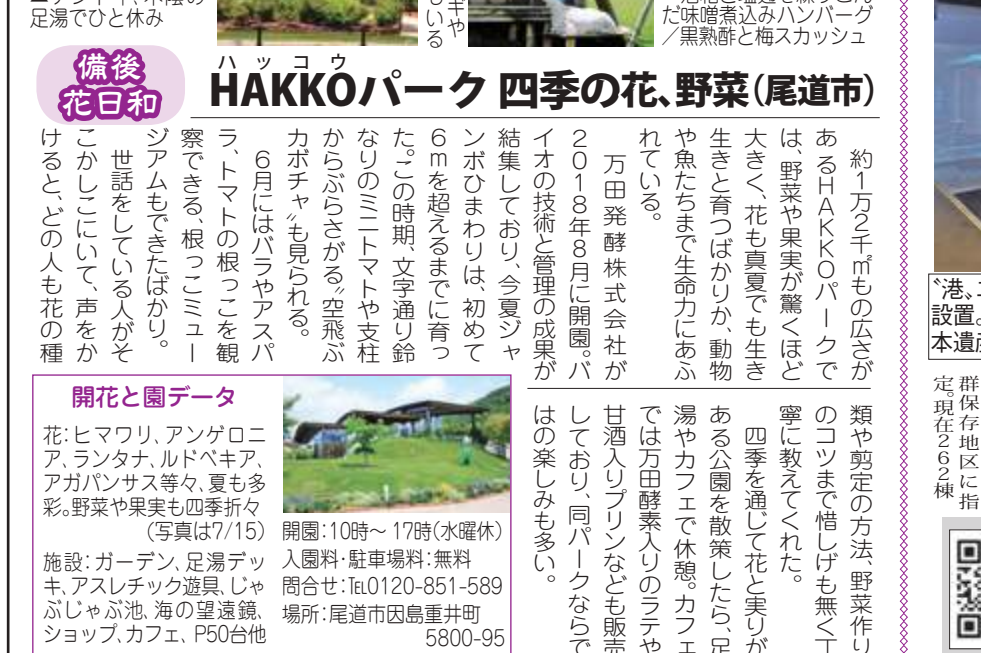 足湯でひと休み
ギや
いる
だ味噌煮込みハンバーグ
／黒熟酢と梅スカッシュ
備後
花日和
ハッコウ
HAKKOパーク 四季の花、野菜(尾道市)
約1万2千㎡もの広さが
あるHAKKOパークで
は、野菜や果実が驚くほど
大きく、花も真夏でも生き
生きと育つばかりか、動物
や魚たちまで生命力にあふ
れている。
万田発酵株式会社が
2018年8月に開園。バ
イオの技術と管理の成果が
結集しており、今夏ジャ
ンボひまわりは、初めて
6mを超えるまでに育っ
た。この時期、文字通り鈴
なりのミニトマトや支柱
からぶらさがる〝空飛ぶ
カボチャ〟も見られる。
6月にはバラやアスパ
ラ、トマトの根っこを観
察できる、根っこミュー
ジアムもできたばかり。
世話をしている人がそ
こかしこにいて、声をか
けると、どの人も花の種
類や剪定の方法、野菜作り
のコツまで惜しげも無く丁
寧に教えてくれた。
四季を通じて花と実りが
ある公園を散策したら、足
湯やカフェで休憩。カフェ
では万田酵素入りのラテや
甘酒入りプリンなども販売
しており、同パークならで
はの楽しみも多い。
開花と園データ
花:ヒマワリ、アンゲロニ
ア、ランタナ、ルドベキア、
アガパンサス等々、夏も多
彩。野菜や果実も四季折々
(写真は7/15)
施設:ガーデン、足湯デッ
キ、アスレチック遊具、じゃ
ぶじゃぶ池、海の望遠鏡、
ショップ、カフェ、P50台他
開園:10時〜17時(水曜休)
入園料・駐車場料:無料
問合せ:℡0120-851-589
場所:尾道市因島重井町
5800-95
〝港、
設置。
本遺
群保存地区に指
定。現在262棟